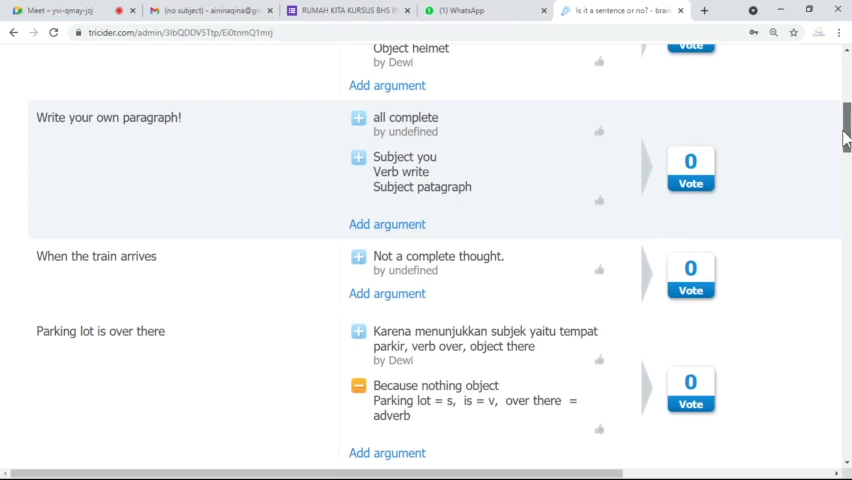 Meet – yvi-qmay-jzj
(no subject) - aininaqina@gm
RUMAH KITA KURSUS BHS IN
(1) WhatsApp
Is it a sentence or no? - brain
tricider.com/admin/3IbQDDV5Ttp/Ei0tnmQ1mrj
Object helmet
by Dewi
Vote
Add argument
Write your own paragraph!
all complete
by undefined
Subject you
Verb write
Subject patagraph
0
Vote
Add argument
When the train arrives
Not a complete thought.
by undefined
0
Vote
Add argument
Parking lot is over there
Karena menunjukkan subjek yaitu tempat
parkir, verb over, object there
by Dewi
Because nothing object
Parking lot = s, is = v, over there =
adverb
0
Vote
Add argument